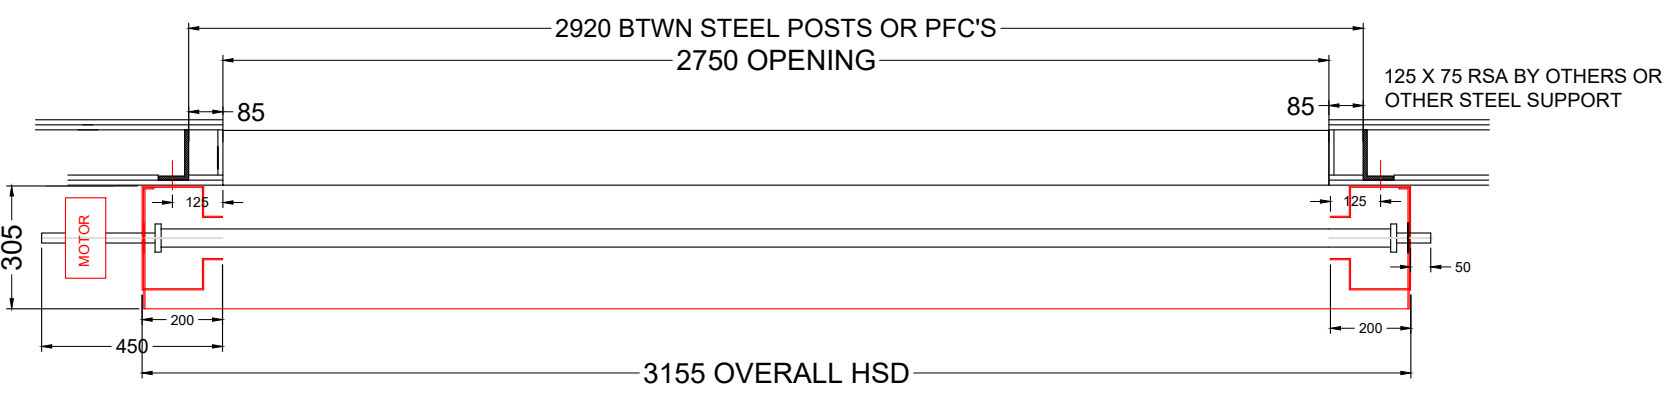 2920 BTWN STEEL POSTS OR PFC'S
2750 OPENING
125 X 75 RSA BY OTHERS OR
OTHER STEEL SUPPORT
85
85
125
125
MOTOR
305
50
200
200
450
3155 OVERALL HSD